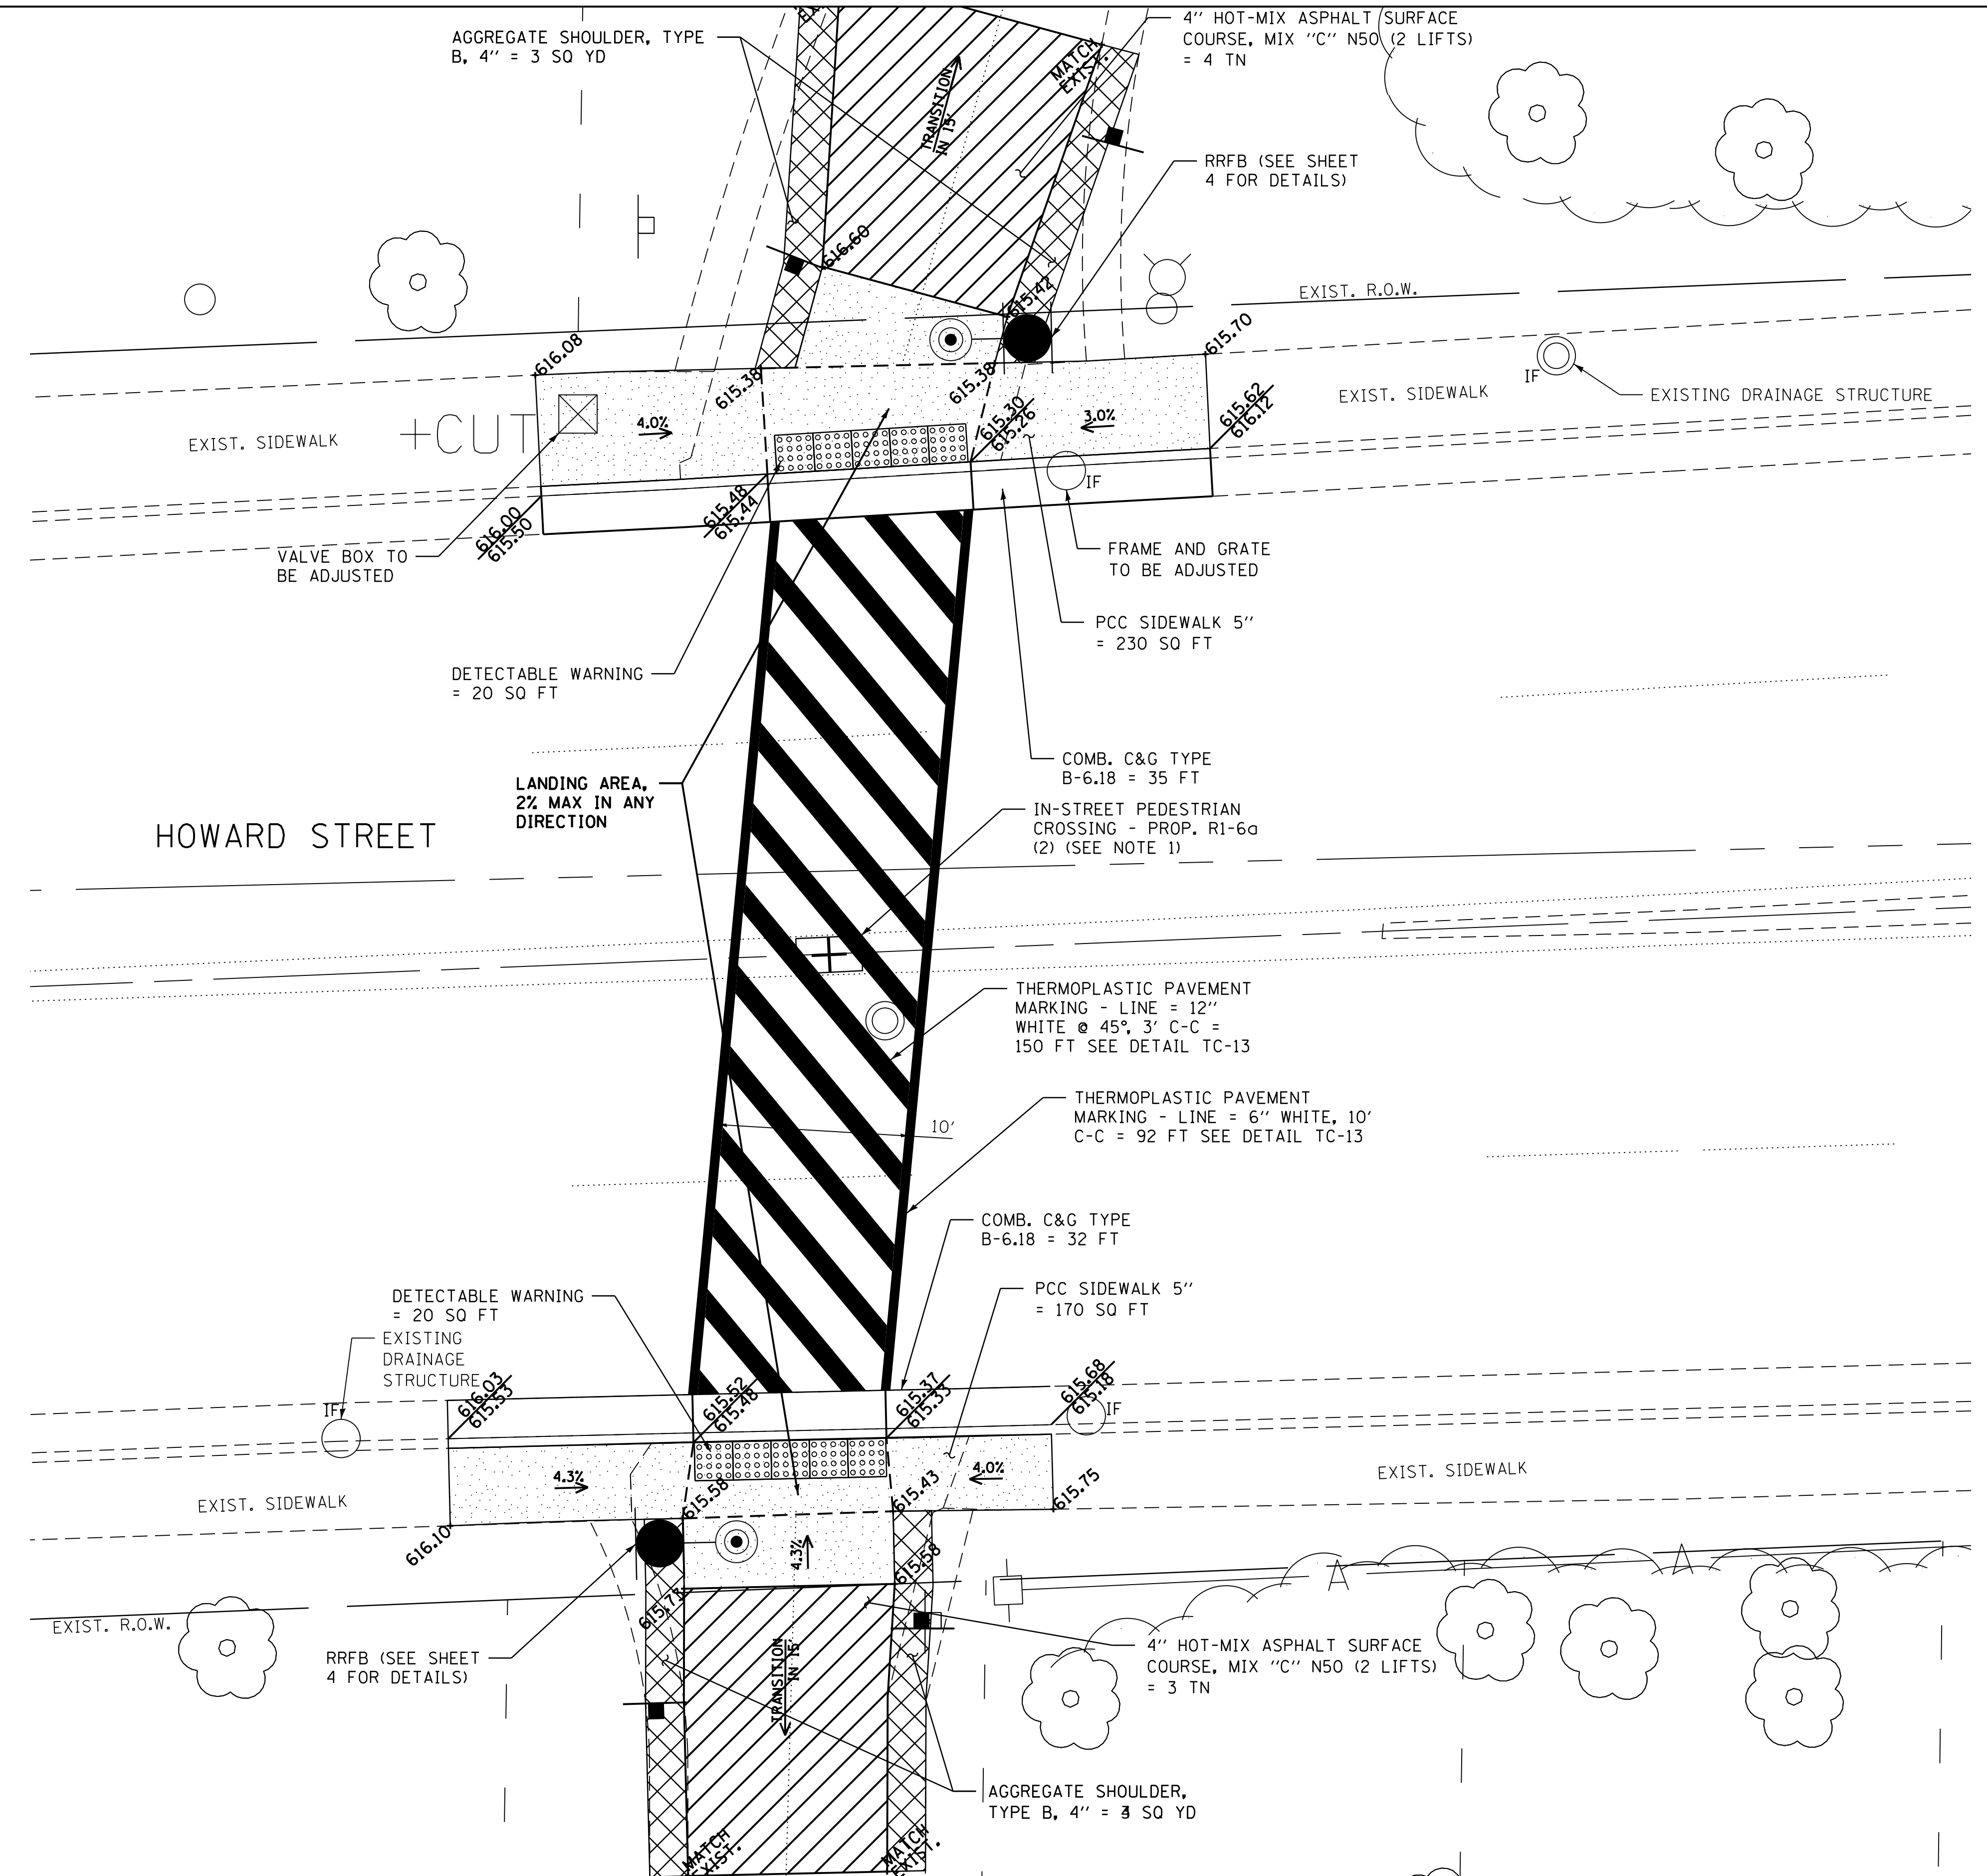 AGGREGATE SHOULDER, TYPE
B, 4'' = 3 SQ YD
4'' HOT-MIX ASPHALT SURFACE
COURSE, MIX ''C'' N50 (2 LIFTS)
= 4 TN
MATCH
EXIST.
TRANSITION
IN 15'
RRFB (SEE SHEET
4 FOR DETAILS)
616.60
615.42
EXIST. R.O.W.
616.08
615.70
615.38
615.38
615.30
615.26
615.62
616.12
4.0%
3.0%
EXIST. SIDEWALK
+CUT
EXIST. SIDEWALK
IF
EXISTING DRAINAGE STRUCTURE
IF
616.00
615.50
615.48
615.44
VALVE BOX TO
BE ADJUSTED
FRAME AND GRATE
TO BE ADJUSTED
PCC SIDEWALK 5''
= 230 SQ FT
DETECTABLE WARNING
= 20 SQ FT
COMB. C&G TYPE
B-6.18 = 35 FT
LANDING AREA,
2% MAX IN ANY
DIRECTION
IN-STREET PEDESTRIAN
CROSSING - PROP. R1-6a
(2) (SEE NOTE 1)
HOWARD STREET
THERMOPLASTIC PAVEMENT
MARKING - LINE = 12''
WHITE @ 45°, 3' C-C =
150 FT SEE DETAIL TC-13
THERMOPLASTIC PAVEMENT
MARKING - LINE = 6'' WHITE, 10'
C-C = 92 FT SEE DETAIL TC-13
10'
COMB. C&G TYPE
B-6.18 = 32 FT
PCC SIDEWALK 5''
= 170 SQ FT
DETECTABLE WARNING
= 20 SQ FT
EXISTING
DRAINAGE
STRUCTURE
IF
616.03
615.53
615.52
615.48
615.37
615.33
615.68
615.18
IF
4.3%
4.0%
EXIST. SIDEWALK
EXIST. SIDEWALK
615.58
615.43
615.75
616.10
4.3%
615.58
615.71
EXIST. R.O.W.
A
A
RRFB (SEE SHEET
4 FOR DETAILS)
TRANSITION
IN 15'
4'' HOT-MIX ASPHALT SURFACE
COURSE, MIX ''C'' N50 (2 LIFTS)
= 3 TN
AGGREGATE SHOULDER,
TYPE B, 4'' = SQ YD
MATCH
EXIST.
MATCH
EXIST.